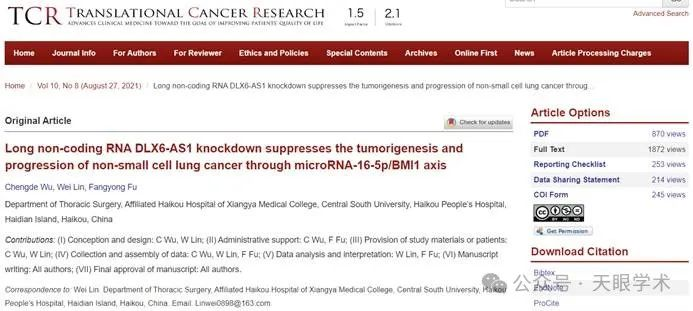 TCR TRANSLATIONAL CANCER RESEARCH
ADVANCES CLINICAL MEDICINE TOWARD THE GOAL OF IMPROVING PATIENTS' QUALITY OF LIFE
1.5
2.1
Go
Advanced Search
Home Journal Info For Authors For Reviewer Ethics and Policies Special Contents Archives Online First News Article Processing Charges
Home / Vol 10, No 8 (August 27, 2021) / Long non-coding RNA DLX6-AS1 knockdown suppresses the tumorigenesis and progression of non-small cell lung cancer throug...
Original Article
Check for updates
Long non-coding RNA DLX6-AS1 knockdown suppresses the tumorigenesis and
progression of non-small cell lung cancer through microRNA-16-5p/BMI1 axis
Chengde Wu, Wei Lin, Fangyong Fu
Department of Thoracic Surgery, Affiliated Haikou Hospital of Xiangya Medical College, Central South University, Haikou People's Hospital,
Haidian Island, Haikou, China
Contributions: (I) Conception and design: C Wu, W Lin; (II) Administrative support: C Wu, F Fu; (III) Provision of study materials or patients:
C Wu, W Lin; (IV) Collection and assembly of data: C Wu, W Lin, F Fu; (V) Data analysis and interpretation: W Lin, F Fu; (VI) Manuscript
writing: All authors; (VII) Final approval of manuscript: All authors.
Correspondence to: Wei Lin. Department of Thoracic Surgery, Affiliated Haikou Hospital of Xiangya Medical College, Central South University, Haikou
People's Hospital, Haidian Island, Haikou, China. Email: Linwei0898@163.com.
Article Options
PDF 870 views
Full Text 1872 views
Reporting Checklist 253 views
Data Sharing Statement 214 views
COI Form 245 views
CC BY NC ND
Get Permission
Download Citation
Bibtex
EndNote
ProCite
公众号 · 天眼学术